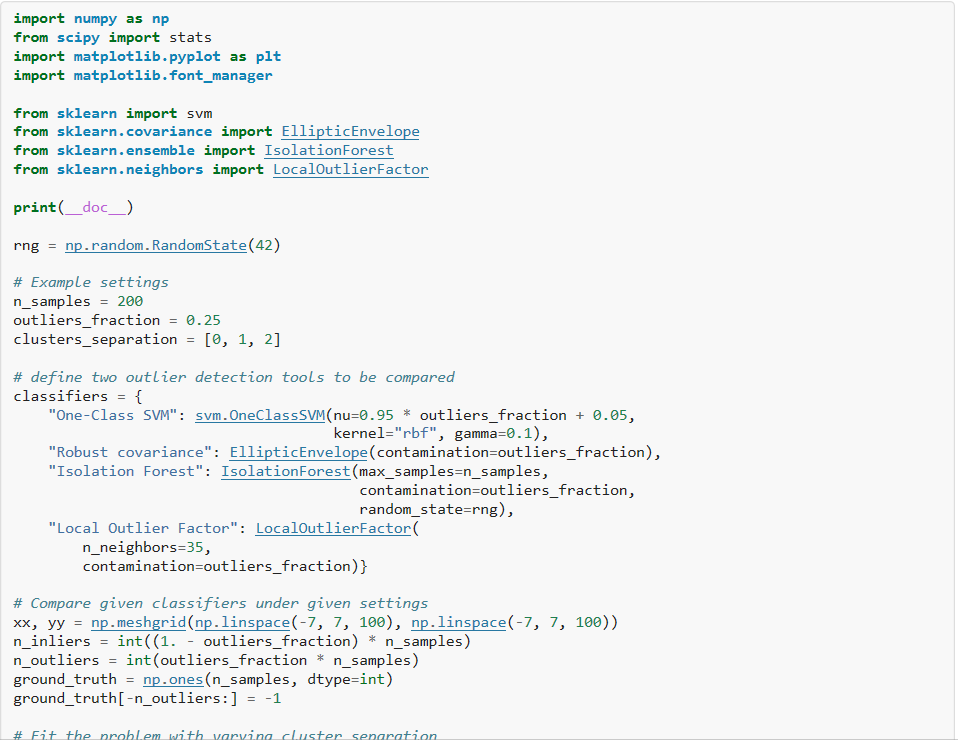 import numpy as np
from scipy import stats
import matplotlib.pyplot as plt
import matplotlib.font_manager

from sklearn import svm
from sklearn.covariance import EllipticEnvelope
from sklearn.ensemble import IsolationForest
from sklearn.neighbors import LocalOutlierFactor

print(__doc__)

rng = np.random.RandomState(42)

# Example settings
n_samples = 200
outliers_fraction = 0.25
clusters_separation = [0, 1, 2]

# define two outlier detection tools to be compared
classifiers = {
    "One-Class SVM": svm.OneClassSVM(nu=0.95 * outliers_fraction + 0.05,
                                     kernel="rbf", gamma=0.1),
    "Robust covariance": EllipticEnvelope(contamination=outliers_fraction),
    "Isolation Forest": IsolationForest(max_samples=n_samples,
                                        contamination=outliers_fraction,
                                        random_state=rng),
    "Local Outlier Factor": LocalOutlierFactor(
        n_neighbors=35,
        contamination=outliers_fraction)}

# Compare given classifiers under given settings
xx, yy = np.meshgrid(np.linspace(-7, 7, 100), np.linspace(-7, 7, 100))
n_inliers = int((1. - outliers_fraction) * n_samples)
n_outliers = int(outliers_fraction * n_samples)
ground_truth = np.ones(n_samples, dtype=int)
ground_truth[-n_outliers:] = -1

# Fit the problem with varying cluster separation